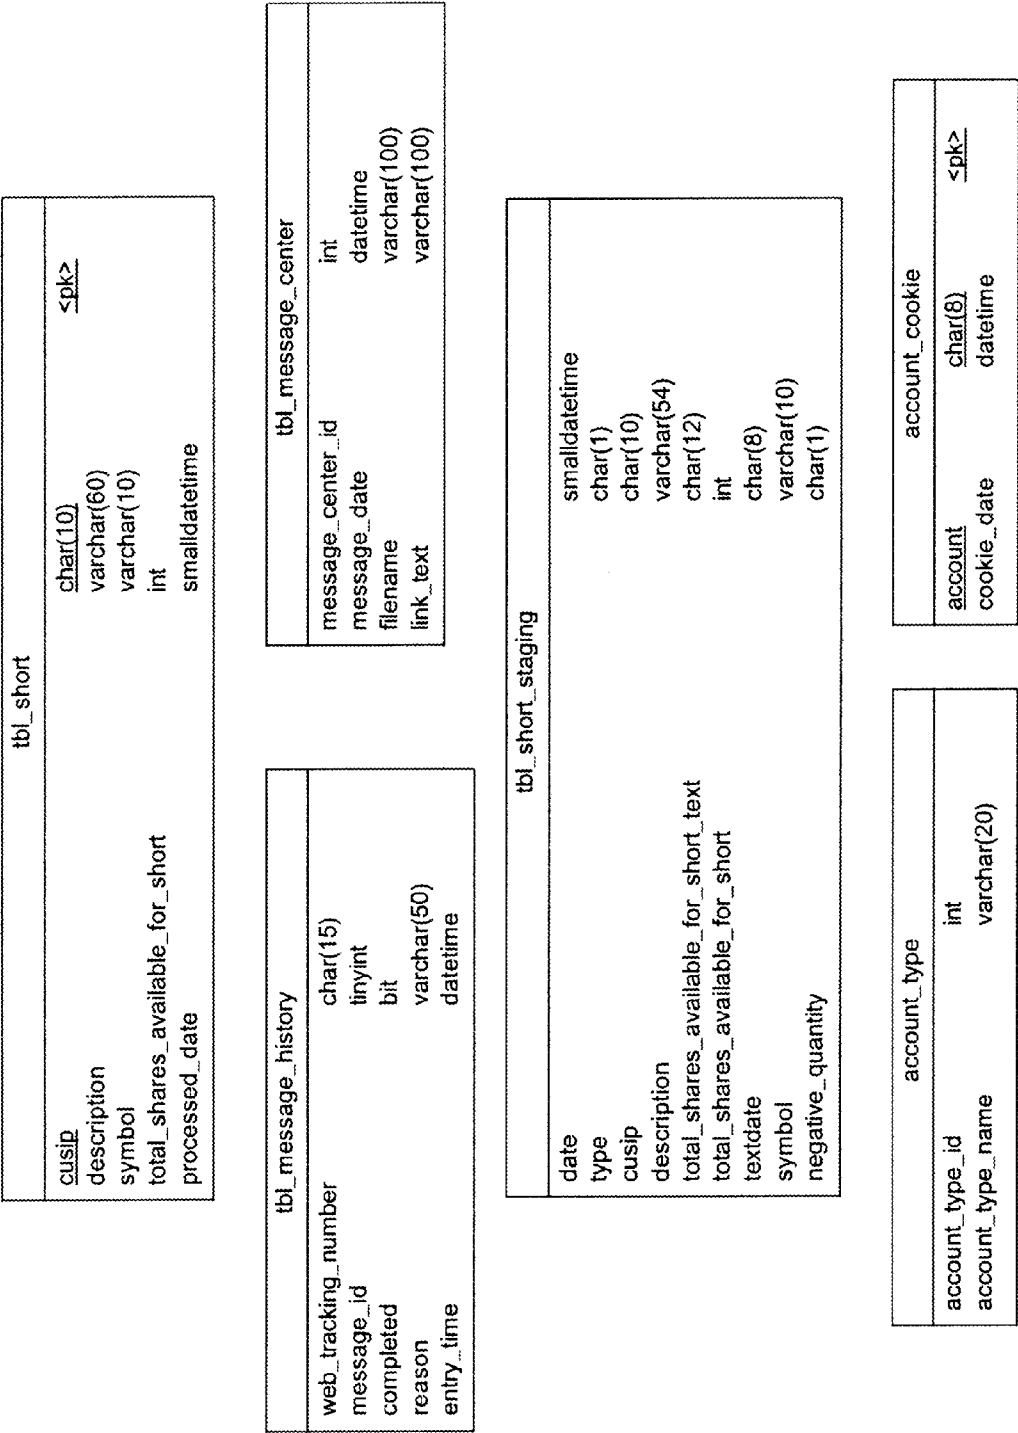 tbl_short
cusip char(10) <pk>
description varchar(60)
symbol varchar(10)
total_shares_available_for_short int
processed_date smalldatetime
tbl_message_history
web_tracking_number char(15)
message_id tinyint
completed bit
reason varchar(50)
entry_time datetime
tbl_message_center
message_center_id int
message_date datetime
filename varchar(100)
link_text varchar(100)
tbl_short_staging
date smalldatetime
type char(1)
cusip char(10)
description varchar(54)
total_shares_available_for_short_text char(12)
total_shares_available_for_short int
textdate char(8)
symbol varchar(10)
negative_quantity char(1)
account_type
account_type_id int
account_type_name varchar(20)
account_cookie
account char(8) <pk>
cookie_date datetime